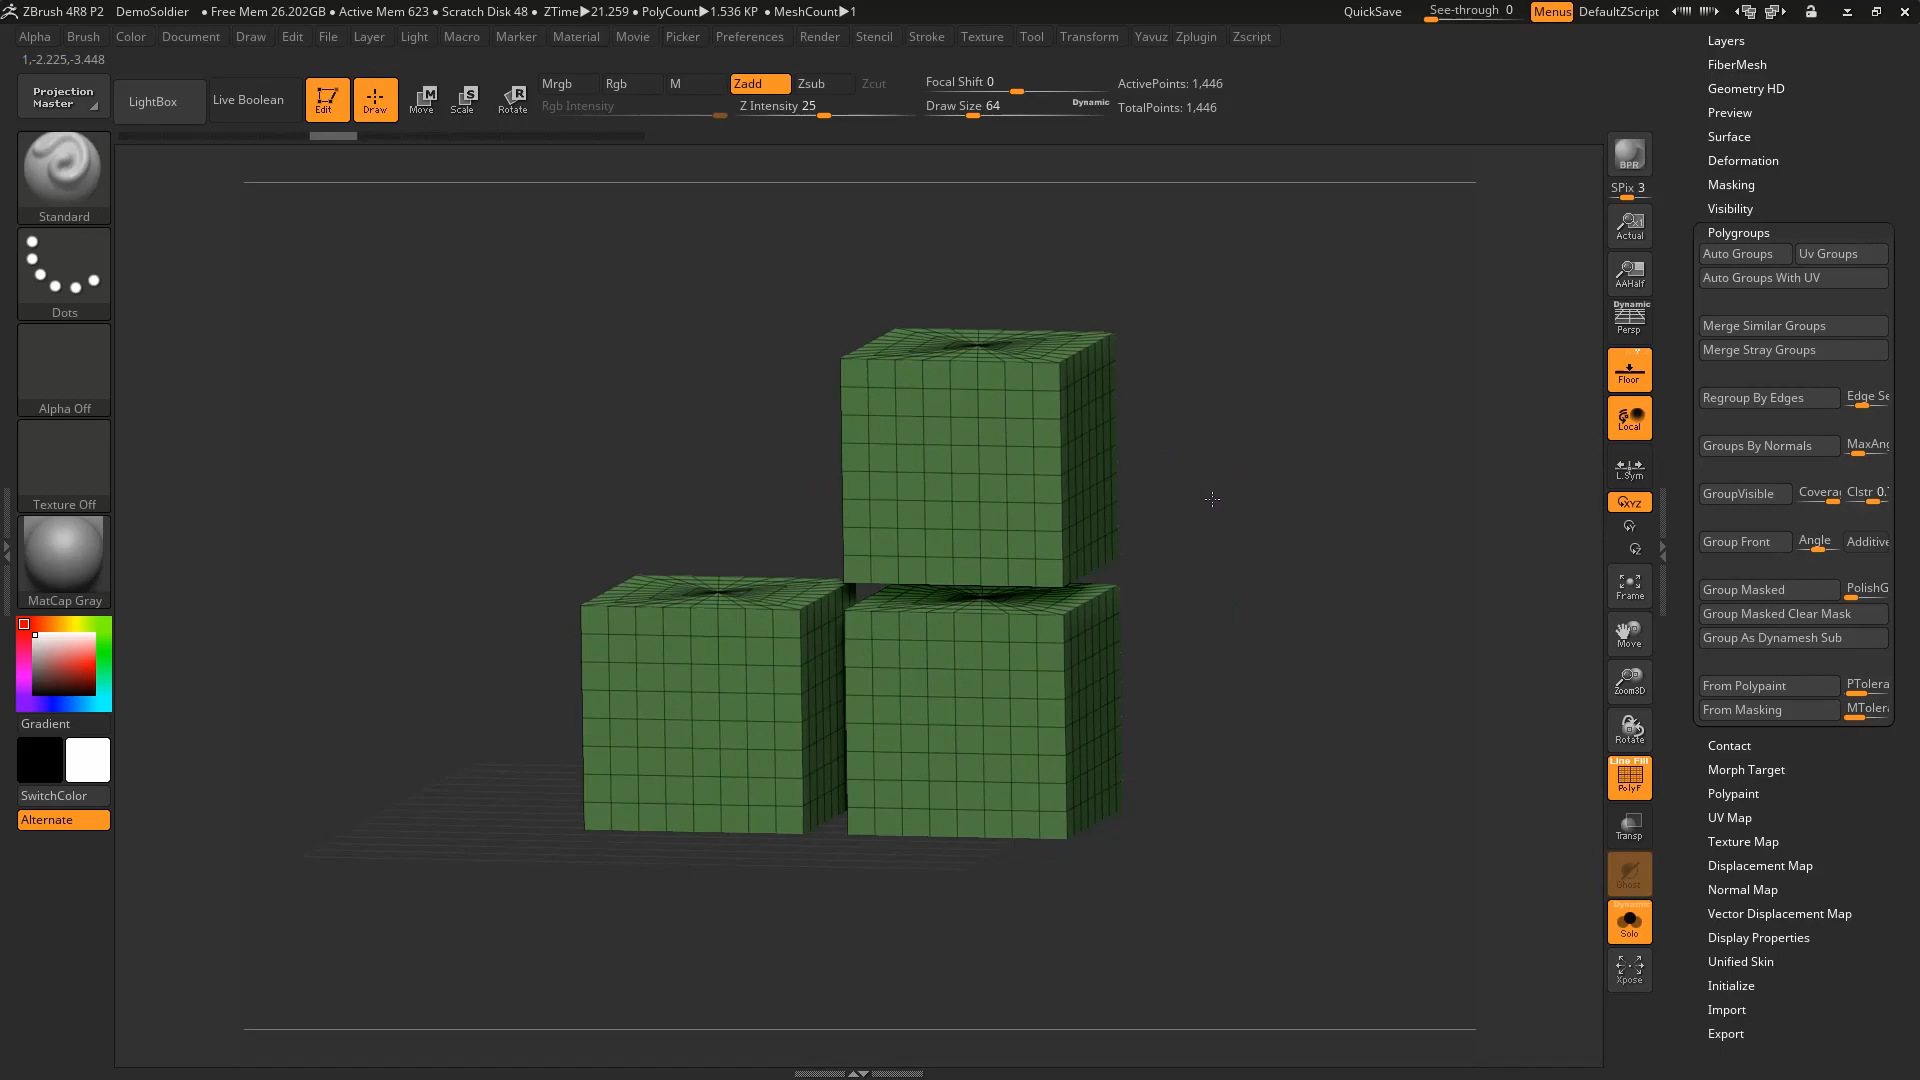 ZBrush 4R8 P2 DemoSoldier • Free Mem 26.202GB • Active Mem 623 • Scratch Disk 48 • ZTime▶21.259 • PolyCount▶1.536 KP • MeshCount▶1 QuickSave See-through 0 Menus DefaultZScript
Alpha Brush Color Document Draw Edit File Layer Light Macro Marker Material Movie Picker Preferences Render Stencil Stroke Texture Tool Transform Yavuz Zplugin Zscript
1,-2.225,-3.448
Projection Master
LightBox
Live Boolean
Edit
Draw
Move
Scale
Rotate
Mrgb Rgb M Zadd Zsub Zcut
Rgb Intensity Z Intensity 25
Focal Shift 0
Draw Size 64 Dynamic
ActivePoints: 1,446
TotalPoints: 1,446
Standard
Dots
Alpha Off
Texture Off
MatCap Gray
Gradient
SwitchColor
Alternate
BPR
SPix 3
Actual
AAHalf
Dynamic
Persp
Floor
Local
L.Sym
XYZ
Y
Z
Frame
Move
Zoom3D
Rotate
Line Fill
PolyF
Transp
Ghost
Dynamic
Solo
Xpose
Layers
FiberMesh
Geometry HD
Preview
Surface
Deformation
Masking
Visibility
Polygroups
Auto Groups Uv Groups
Auto Groups With UV
Merge Similar Groups
Merge Stray Groups
Regroup By Edges Edge Se
Groups By Normals MaxAng
GroupVisible Covera Clstr 0.
Group Front Angle Additive
Group Masked PolishG
Group Masked Clear Mask
Group As Dynamesh Sub
From Polypaint PTolera
From Masking MToler
Contact
Morph Target
Polypaint
UV Map
Texture Map
Displacement Map
Normal Map
Vector Displacement Map
Display Properties
Unified Skin
Initialize
Import
Export